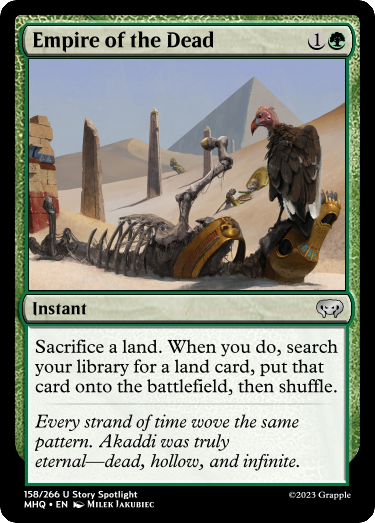 Empire of the Dead 1
Instant
Sacrifice a land. When you do, search
your library for a land card, put that
card onto the battlefield, then shuffle.
Every strand of time wove the same
pattern. Akaddi was truly
eternal—dead, hollow, and infinite.
158/266 U Story Spotlight
MHQ • EN Milek Jakubiec
©2023 Grapple